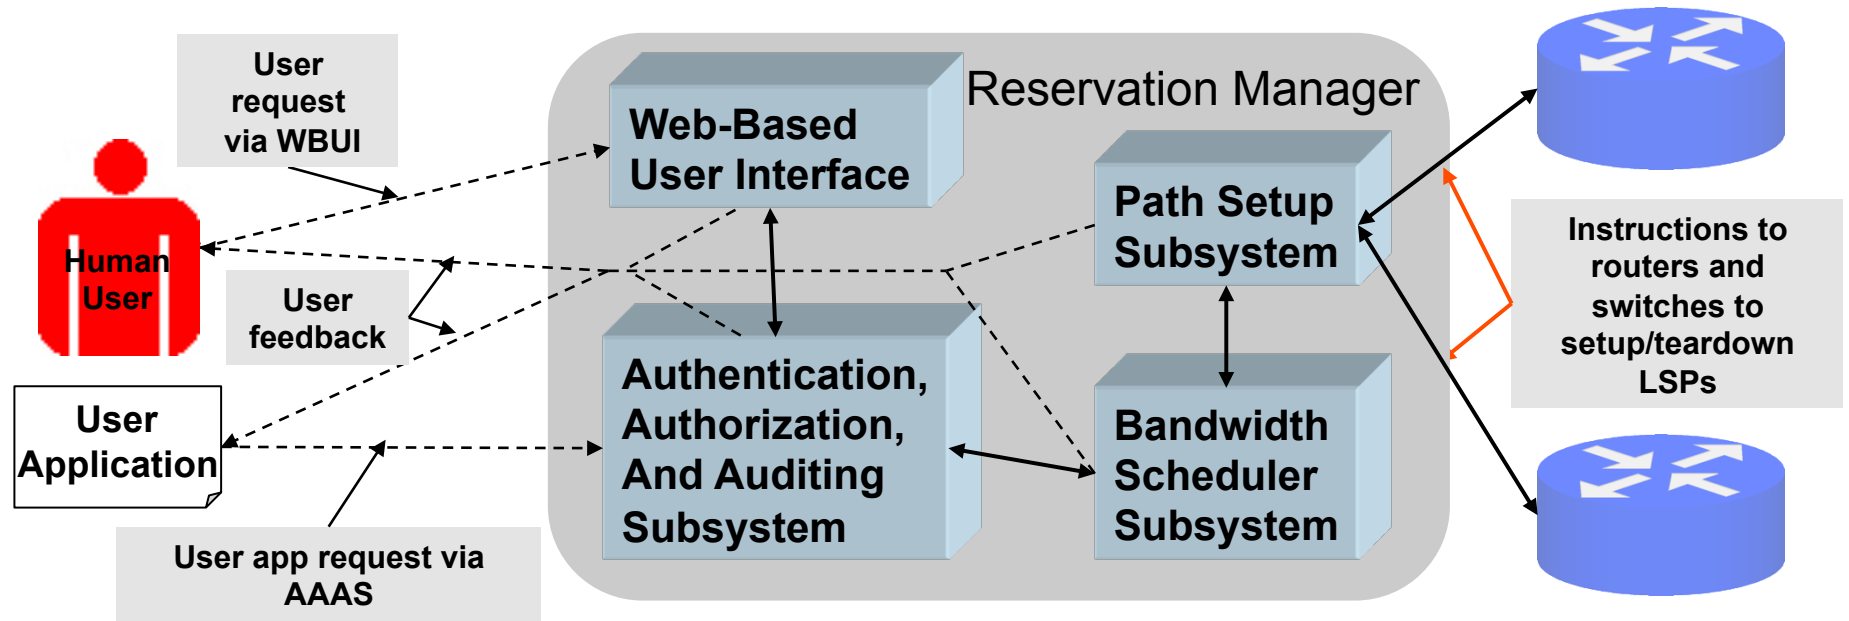 User
request
via WBUI
Reservation Manager
Web-Based
User Interface
Human
User
Path Setup
Subsystem
User
feedback
Instructions to
routers and
switches to
setup/teardown
LSPs
Authentication,
Authorization,
And Auditing
Subsystem
Bandwidth
Scheduler
Subsystem
User
Application
User app request via
AAAS